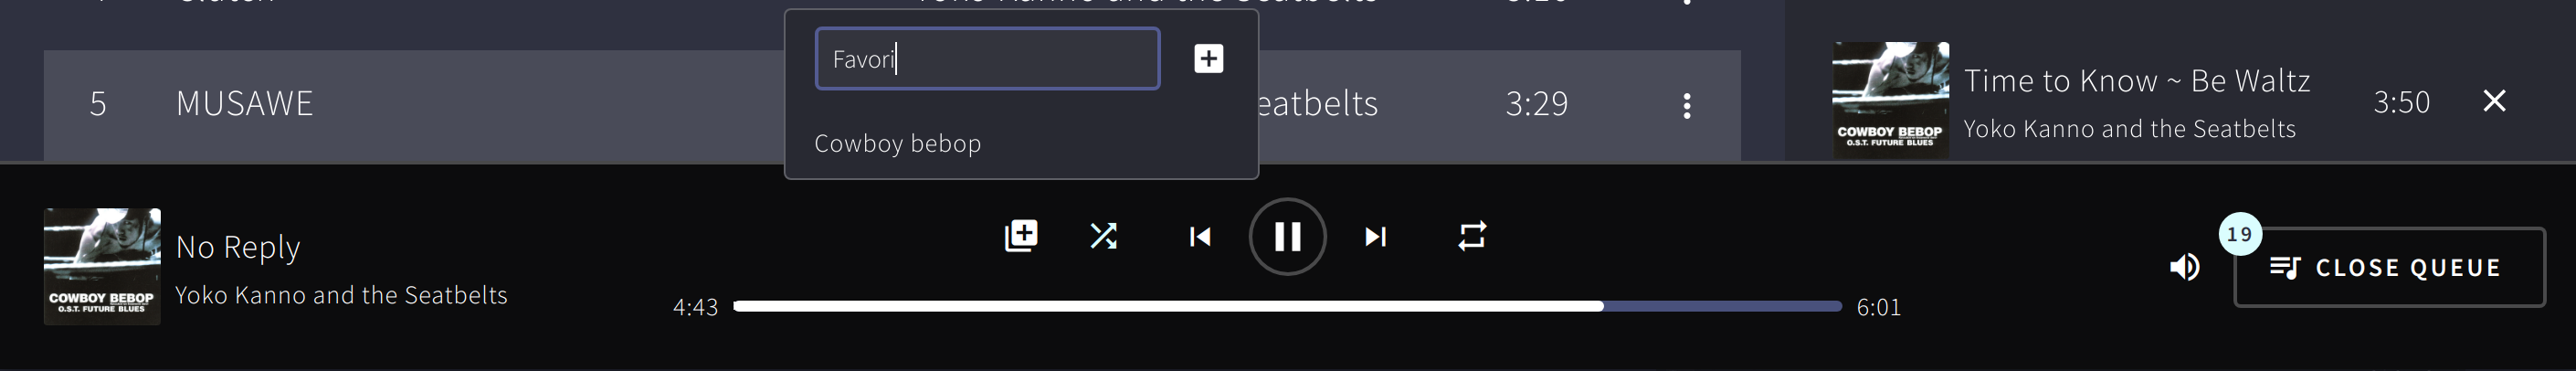 Favori
5 MUSAWE eatbelts 3:29
Cowboy bebop
COWBOY BEBOP
O.S.T. FUTURE BLUES
Time to Know ~ Be Waltz
Yoko Kanno and the Seatbelts
3:50
COWBOY BEBOP
O.S.T. FUTURE BLUES
No Reply
Yoko Kanno and the Seatbelts
4:43
6:01
19
CLOSE QUEUE